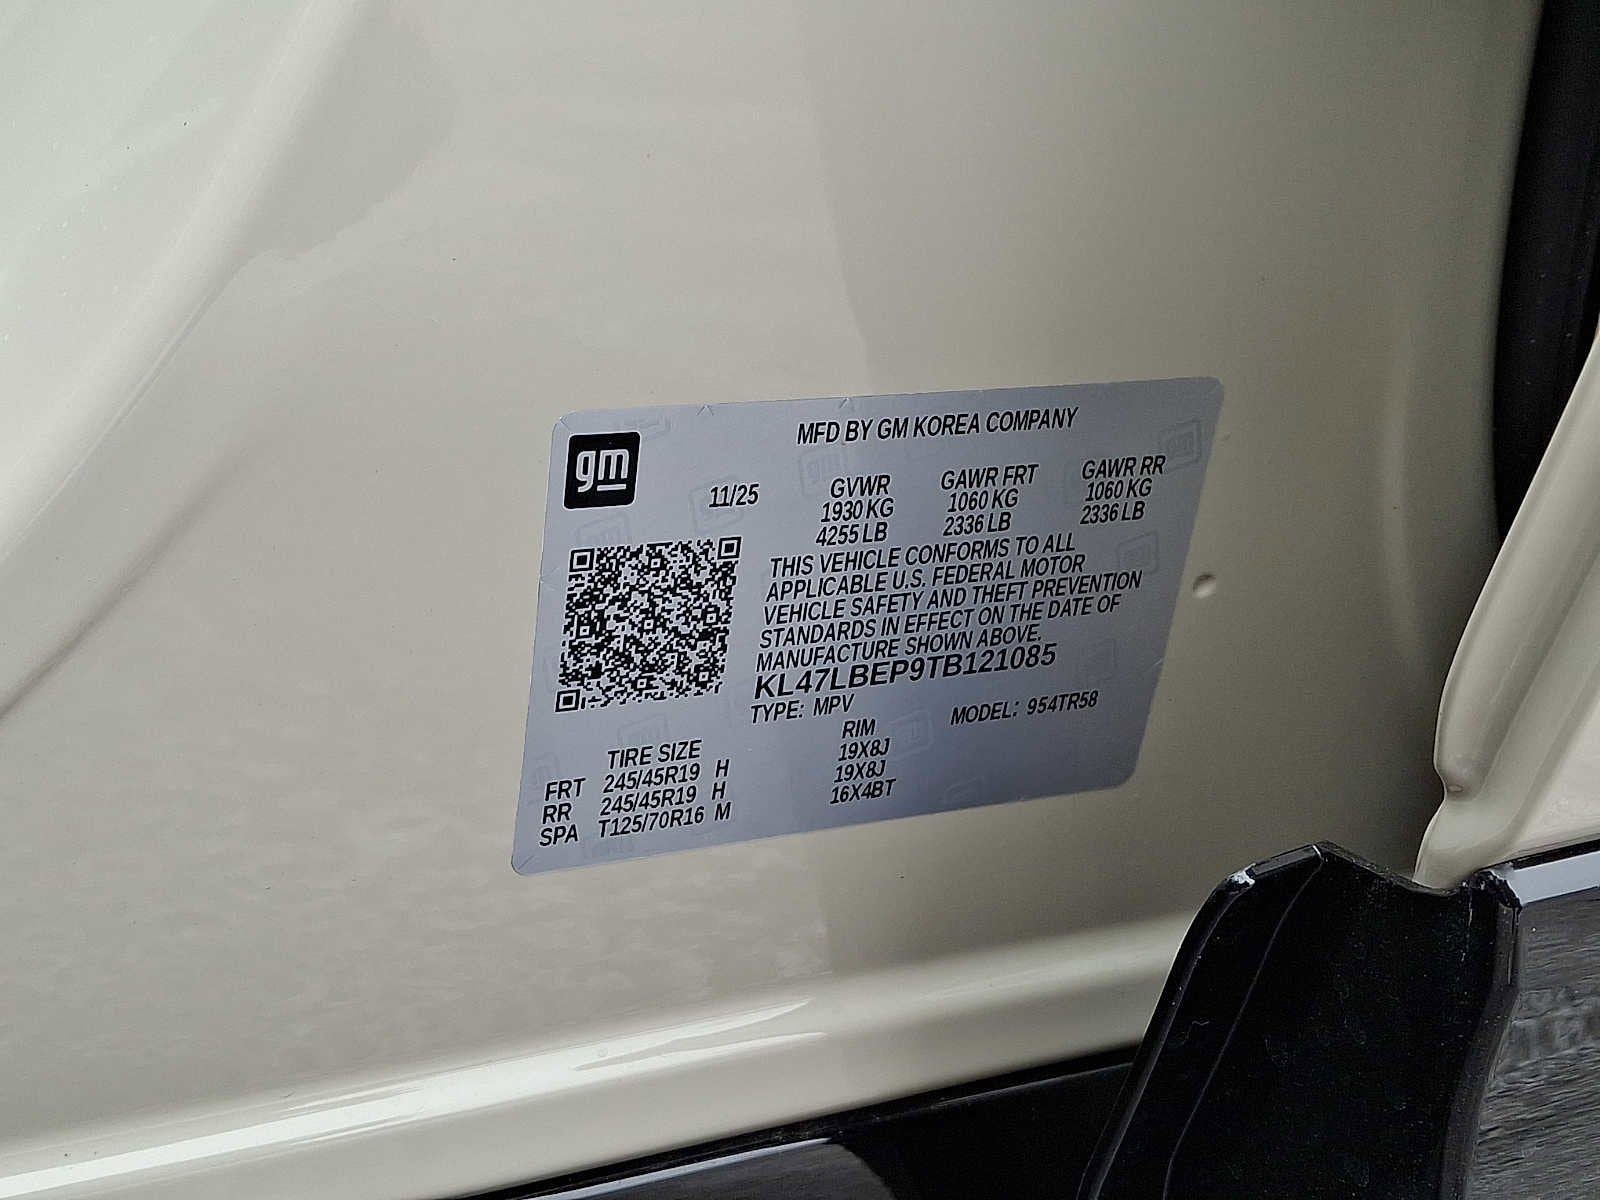 gm
MFD BY GM KOREA COMPANY
11/25
GVWR GAWR FRT GAWR RR
1930 KG 1060 KG 1060 KG
4255 LB 2336 LB 2336 LB
THIS VEHICLE CONFORMS TO ALL
APPLICABLE U.S. FEDERAL MOTOR
VEHICLE SAFETY AND THEFT PREVENTION
STANDARDS IN EFFECT ON THE DATE OF
MANUFACTURE SHOWN ABOVE.
KL47LBEP9TB121085
TYPE: MPV MODEL: 954TR58
TIRE SIZE RIM
FRT 245/45R19 H 19X8J
RR 245/45R19 H 19X8J
SPA T125/70R16 M 16X4BT